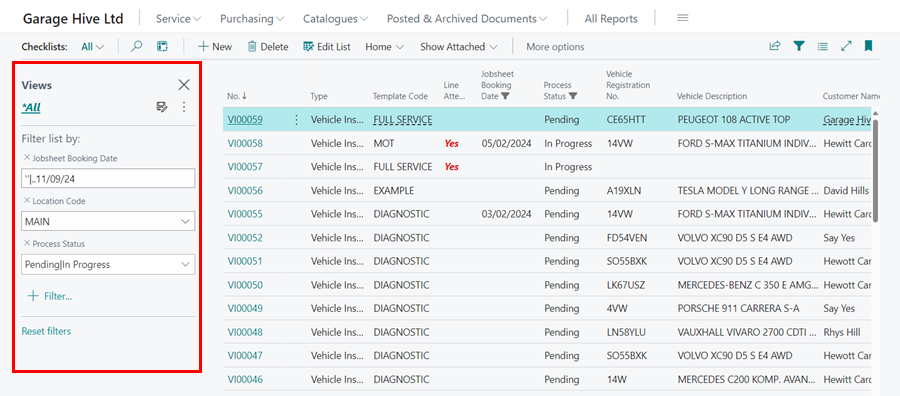 Garage Hive Ltd Service Purchasing Catalogues Posted & Archived Documents All Reports
Checklists: All New Delete Edit List Home Show Attached More options
Views
*All
Filter list by:
× Jobsheet Booking Date
''|..11/09/24
× Location Code
MAIN
× Process Status
Pending|In Progress
+ Filter...
Reset filters
No. ↓ Type Template Code Line Atte... Jobsheet Booking Date Process Status Vehicle Registration No. Vehicle Description Customer Name
VI00059 Vehicle Ins... FULL SERVICE Pending CE65HTT PEUGEOT 108 ACTIVE TOP Garage Hiv
VI00058 Vehicle Ins... MOT Yes 05/02/2024 In Progress 14VW FORD S-MAX TITANIUM INDIV... Hewitt Card
VI00057 Vehicle Ins... FULL SERVICE Yes In Progress
VI00056 Vehicle Ins... EXAMPLE Pending A19XLN TESLA MODEL Y LONG RANGE ... David Hills
VI00055 Vehicle Ins... DIAGNOSTIC 03/02/2024 Pending 14VW FORD S-MAX TITANIUM INDIV... Hewitt Card
VI00052 Vehicle Ins... DIAGNOSTIC Pending FD54VEN VOLVO XC90 D5 S E4 AWD Say Yes
VI00051 Vehicle Ins... DIAGNOSTIC Pending SO55BXK VOLVO XC90 D5 S E4 AWD Hewott Card
VI00050 Vehicle Ins... DIAGNOSTIC Pending LK67USZ MERCEDES-BENZ C 350 E AMG... Hewitt Card
VI00049 Vehicle Ins... DIAGNOSTIC Pending 4VW PORSCHE 911 CARRERA S-A Say Yes
VI00048 Vehicle Ins... DIAGNOSTIC Pending LN58YLU VAUXHALL VIVARO 2700 CDTI ... Rhys Hill
VI00047 Vehicle Ins... DIAGNOSTIC Pending SO55BXK VOLVO XC90 D5 S E4 AWD Hewott Card
VI00046 Vehicle Ins... DIAGNOSTIC Pending 14W MERCEDES C200 KOMP. AVAN... Hewitt Card